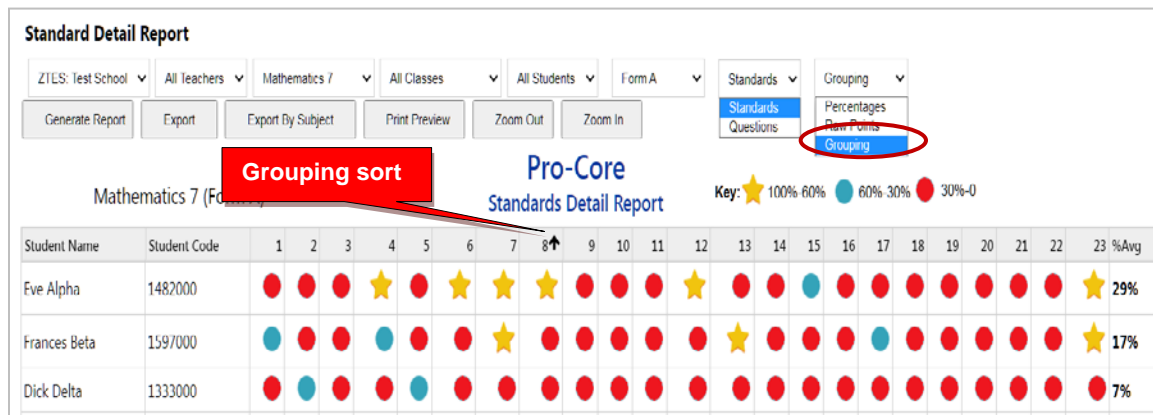 Standard Detail Report
ZTES: Test School All Teachers Mathematics 7 All Classes All Students Form A Standards Grouping
Standards Percentages
Generate Report Export Export By Subject Print Preview Zoom Out Zoom In Questions Raw Points
Grouping
Grouping sort
Pro-Core
Mathematics 7 (Fo
Standards Detail Report
Key: 100%-60% 60%-30% 30%-0
Student Name Student Code 1 2 3 4 5 6 7 8 9 10 11 12 13 14 15 16 17 18 19 20 21 22 23 %Avg
Eve Alpha 1482000 29%
Frances Beta 1597000 17%
Dick Delta 1333000 7%